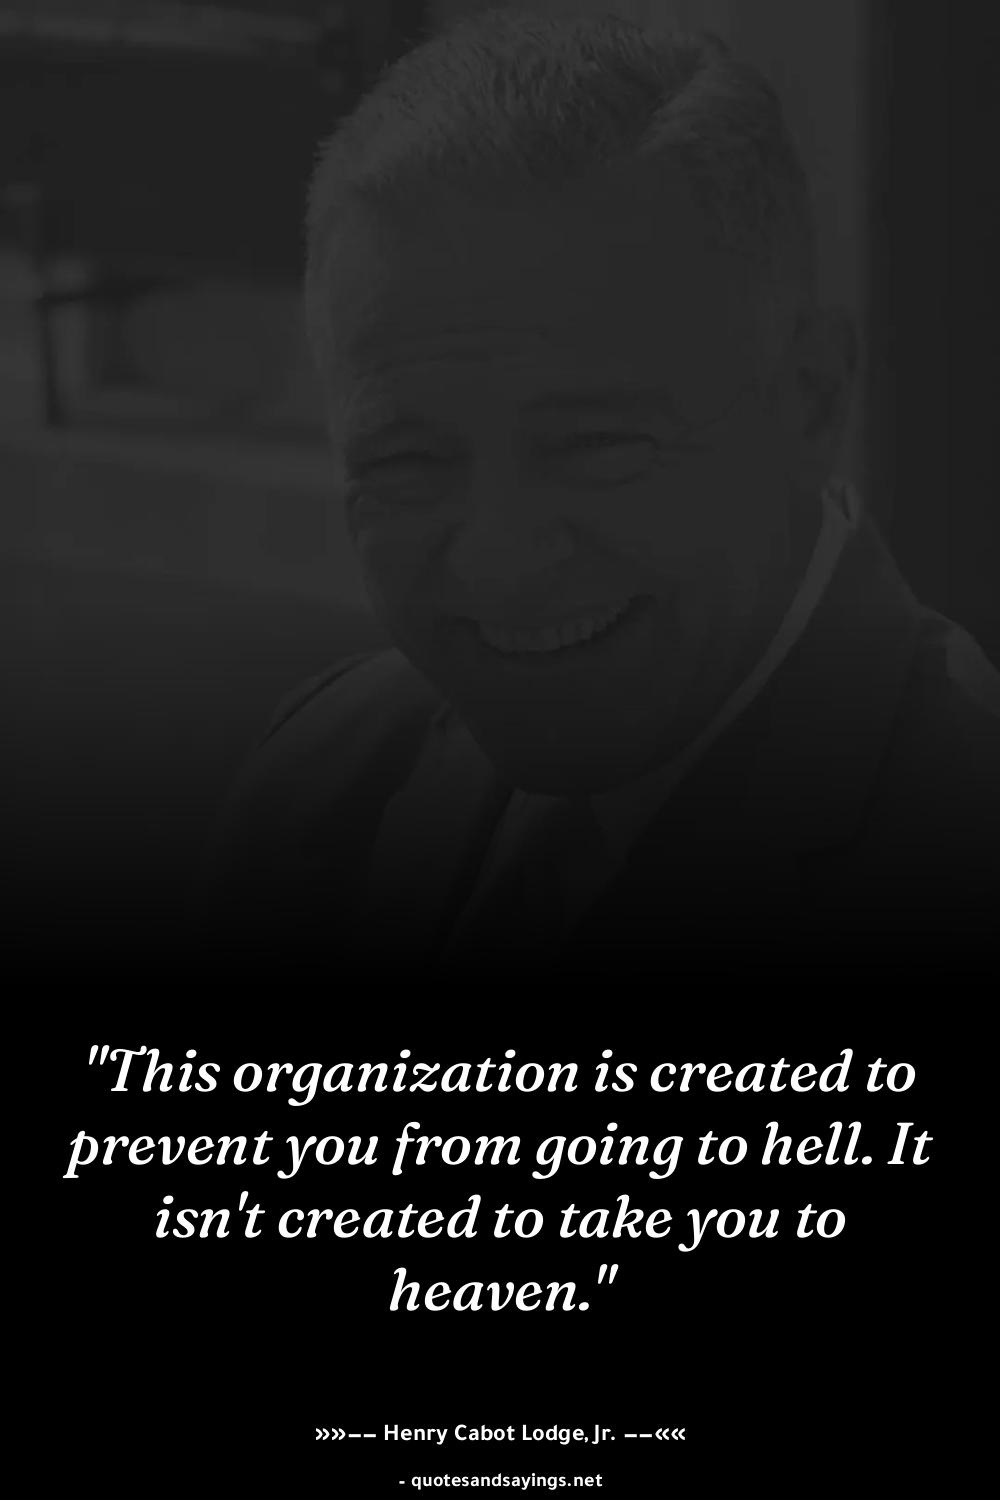 "This organization is created to
prevent you from going to hell. It
isn't created to take you to
heaven."
»»−− Henry Cabot Lodge, Jr. −−««
- quotesandsayings.net